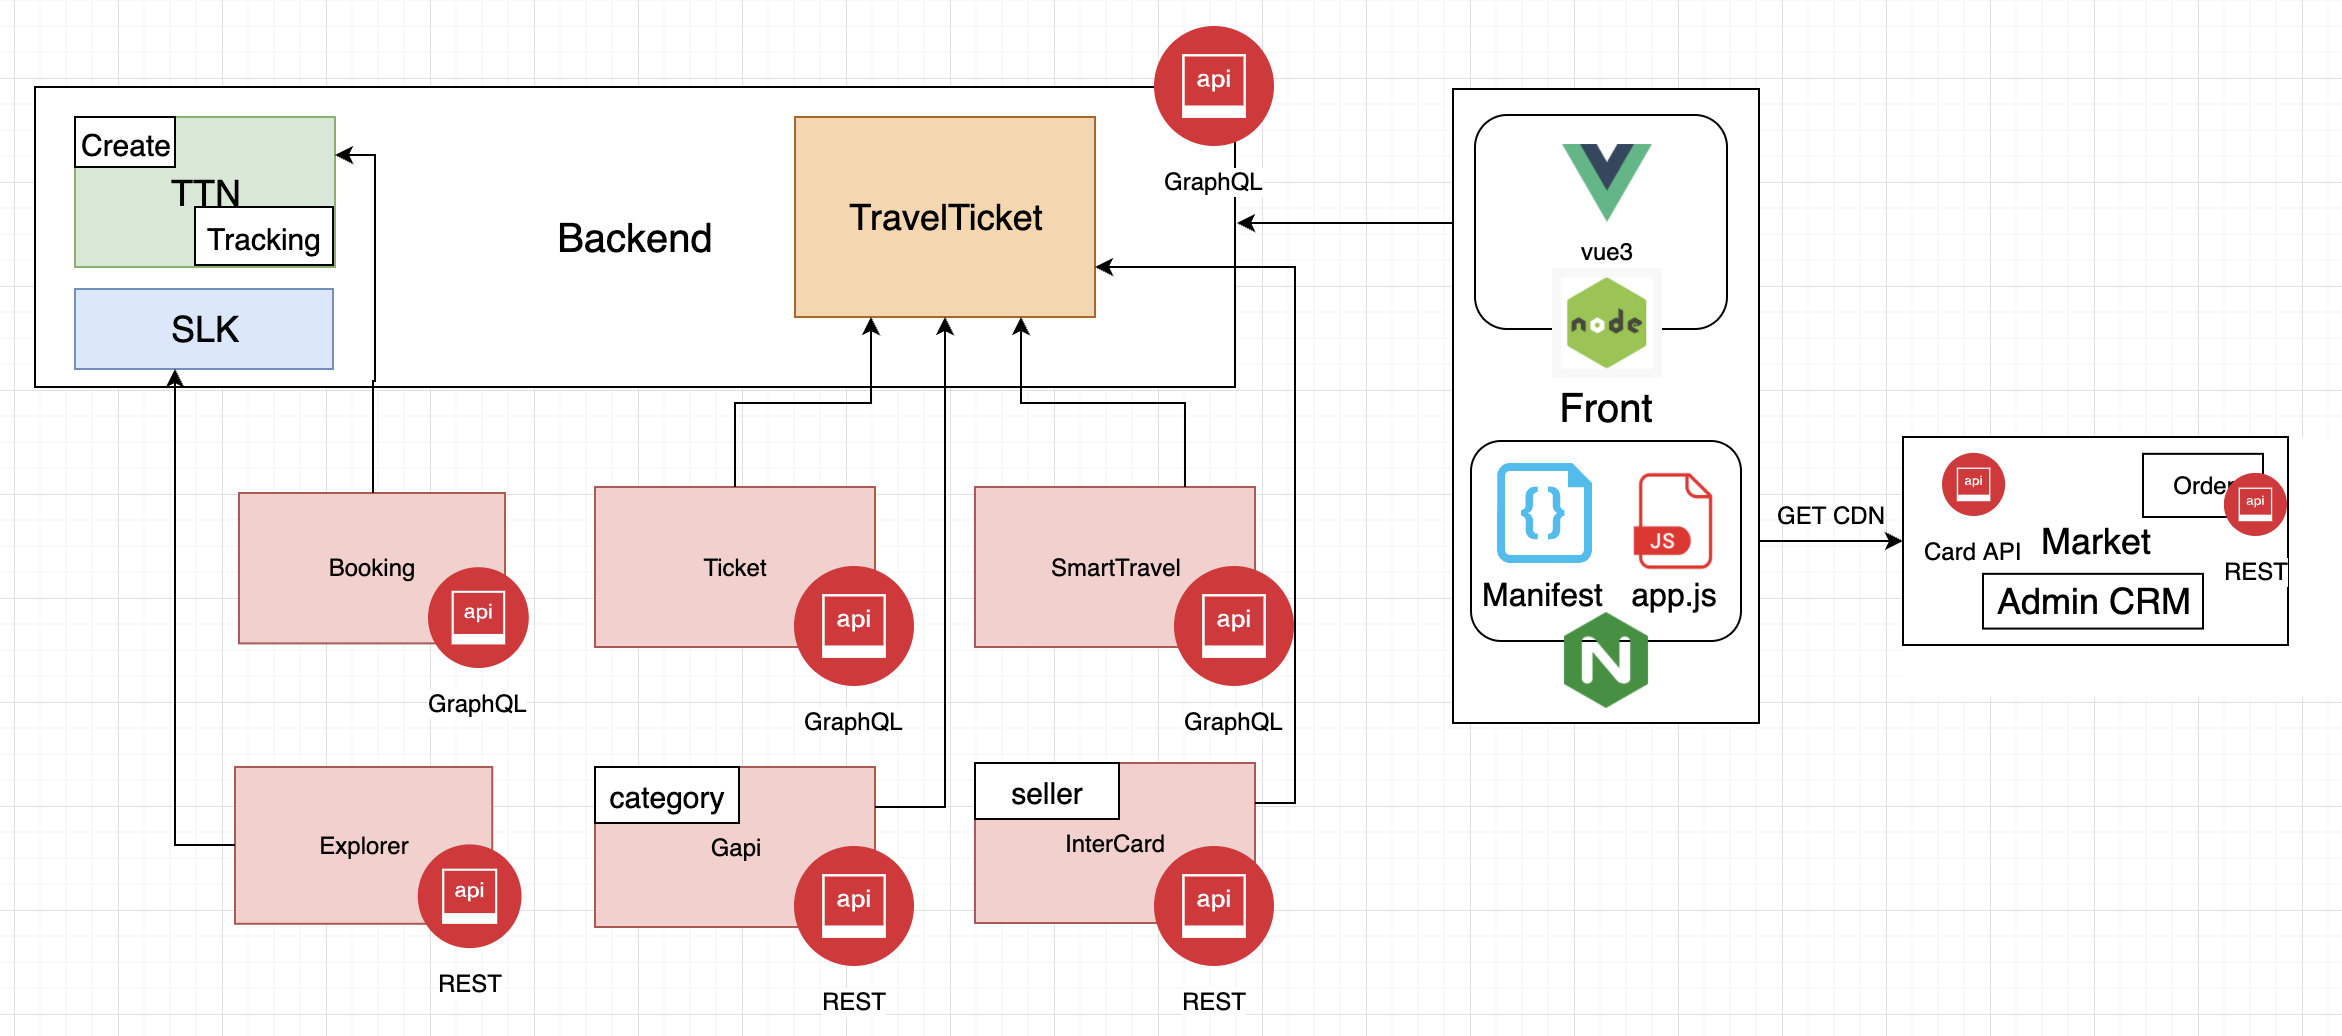 api
GraphQL
Create
TTN
Tracking
SLK
Backend
TravelTicket
vue3
node
Front
{}
JS
Manifest
app.js
N
GET CDN
api
Card API
Order
api
REST
Market
Admin CRM
Booking
api
GraphQL
Ticket
api
GraphQL
SmartTravel
api
GraphQL
Explorer
api
REST
category
Gapi
api
REST
seller
InterCard
api
REST